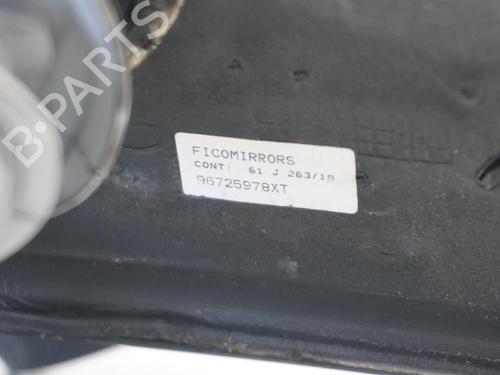 B-PARTS
FICOMIRRORS
CONT: 61 J 263/10
96725978XT